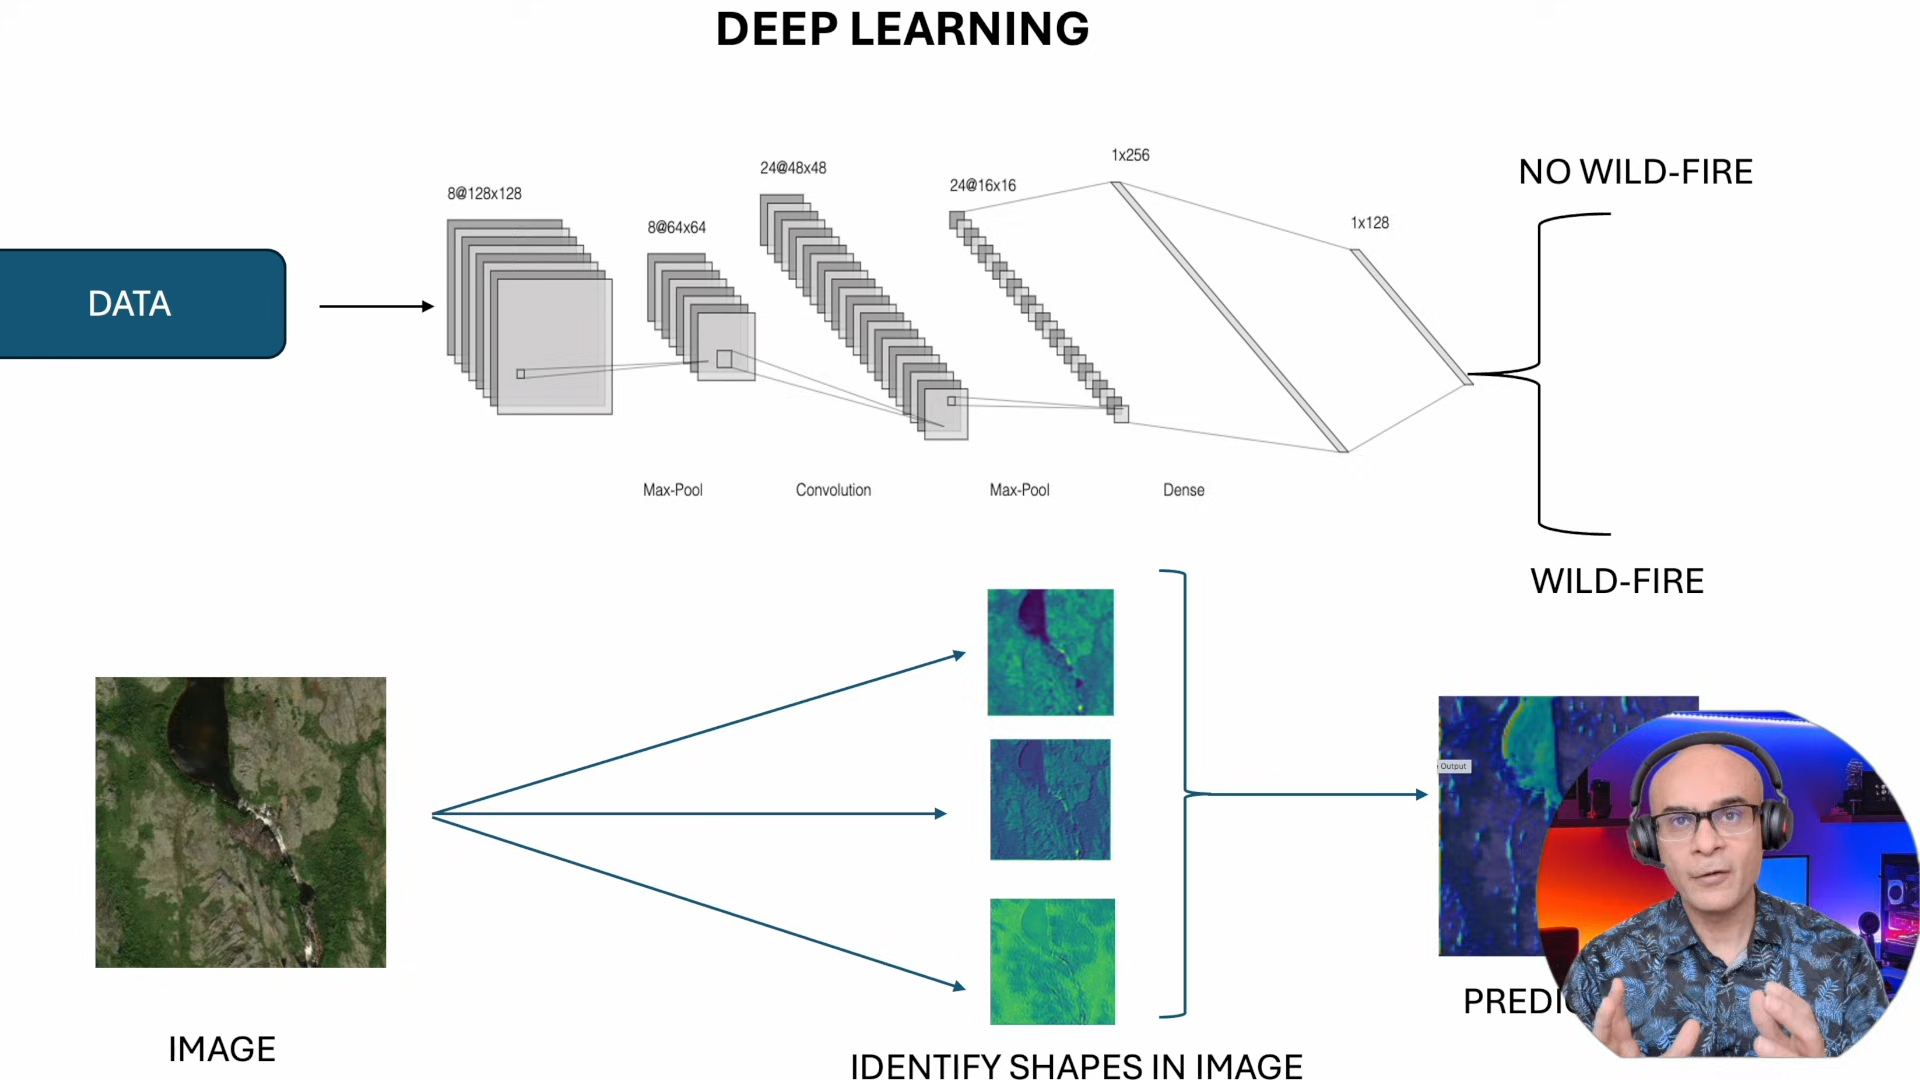 DEEP LEARNING
8@128x128
8@64x64
24@48x48
24@16x16
1x256
1x128
NO WILD-FIRE
DATA
Max-Pool
Convolution
Max-Pool
Dense
WILD-FIRE
Output
PREDIC
IMAGE
IDENTIFY SHAPES IN IMAGE